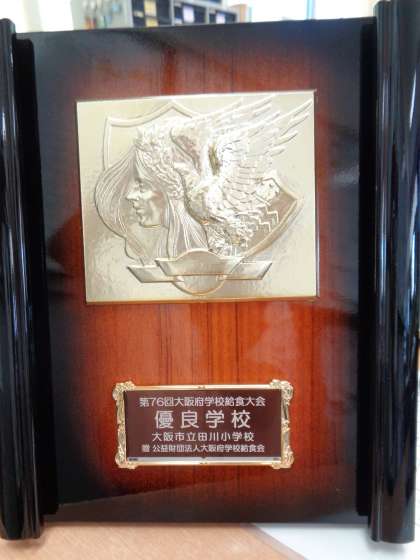 第76回大阪府学校給食大会
優良学校
大阪市立田川小学校
贈 公益財団法人大阪府学校給食会